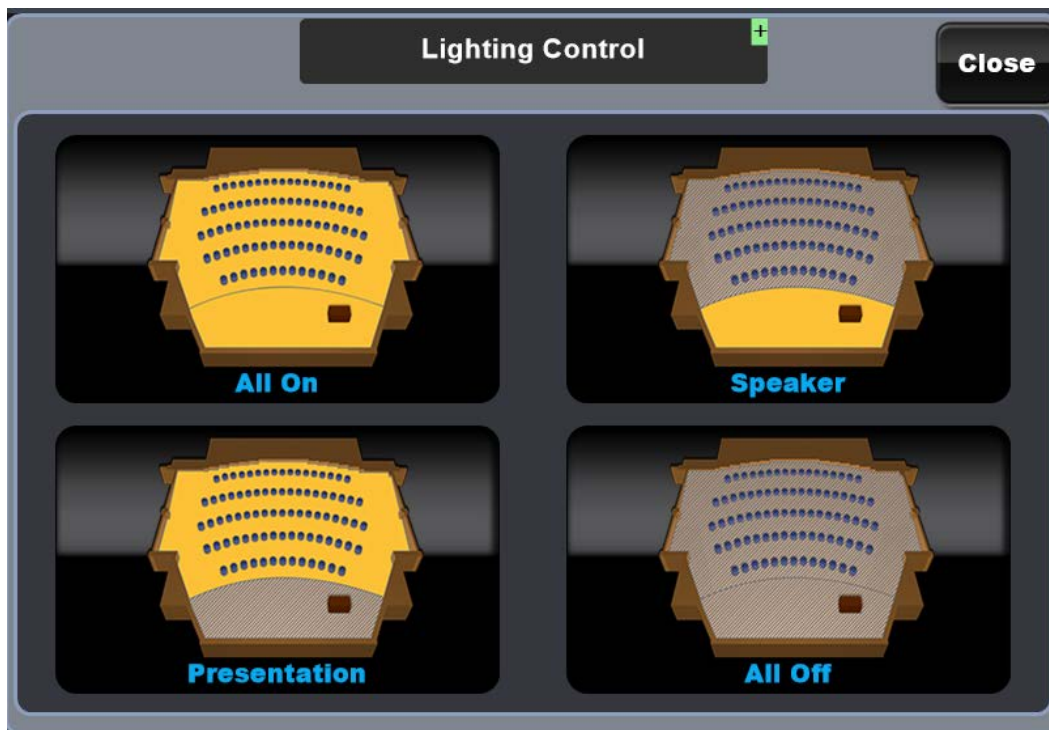 Lighting Control
+
Close
All On
Speaker
Presentation
All Off